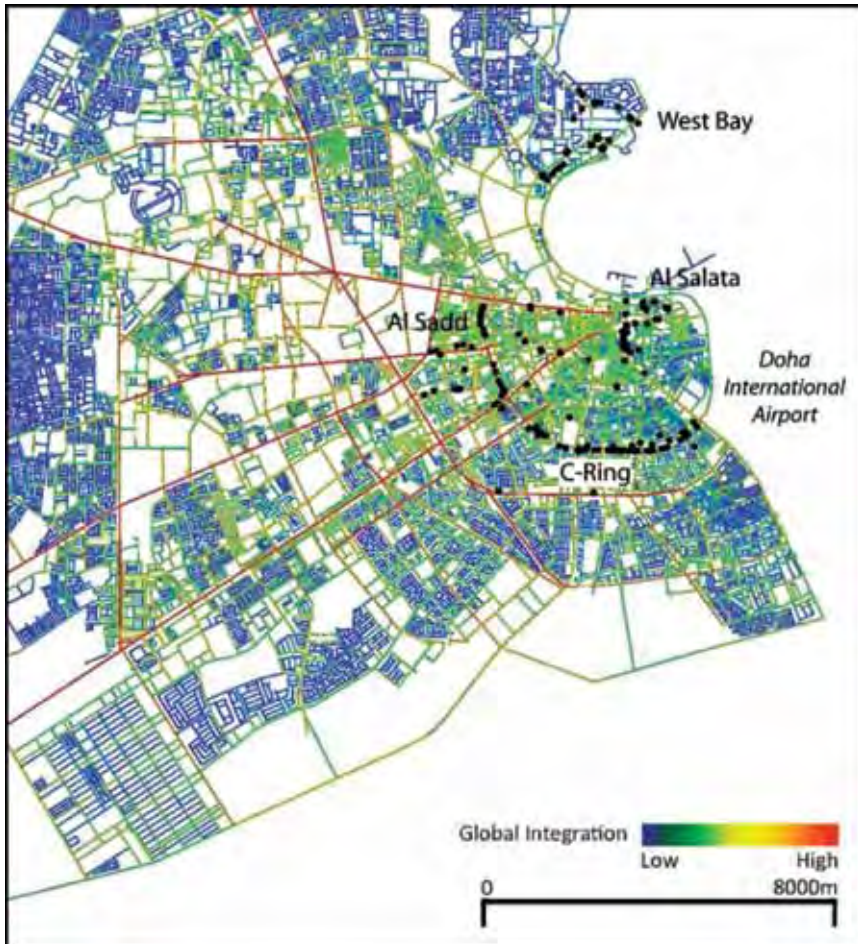 West Bay
Al Salata
Al Sadd
Doha
International
Airport
C-Ring
Global Integration
Low High
0 8000m